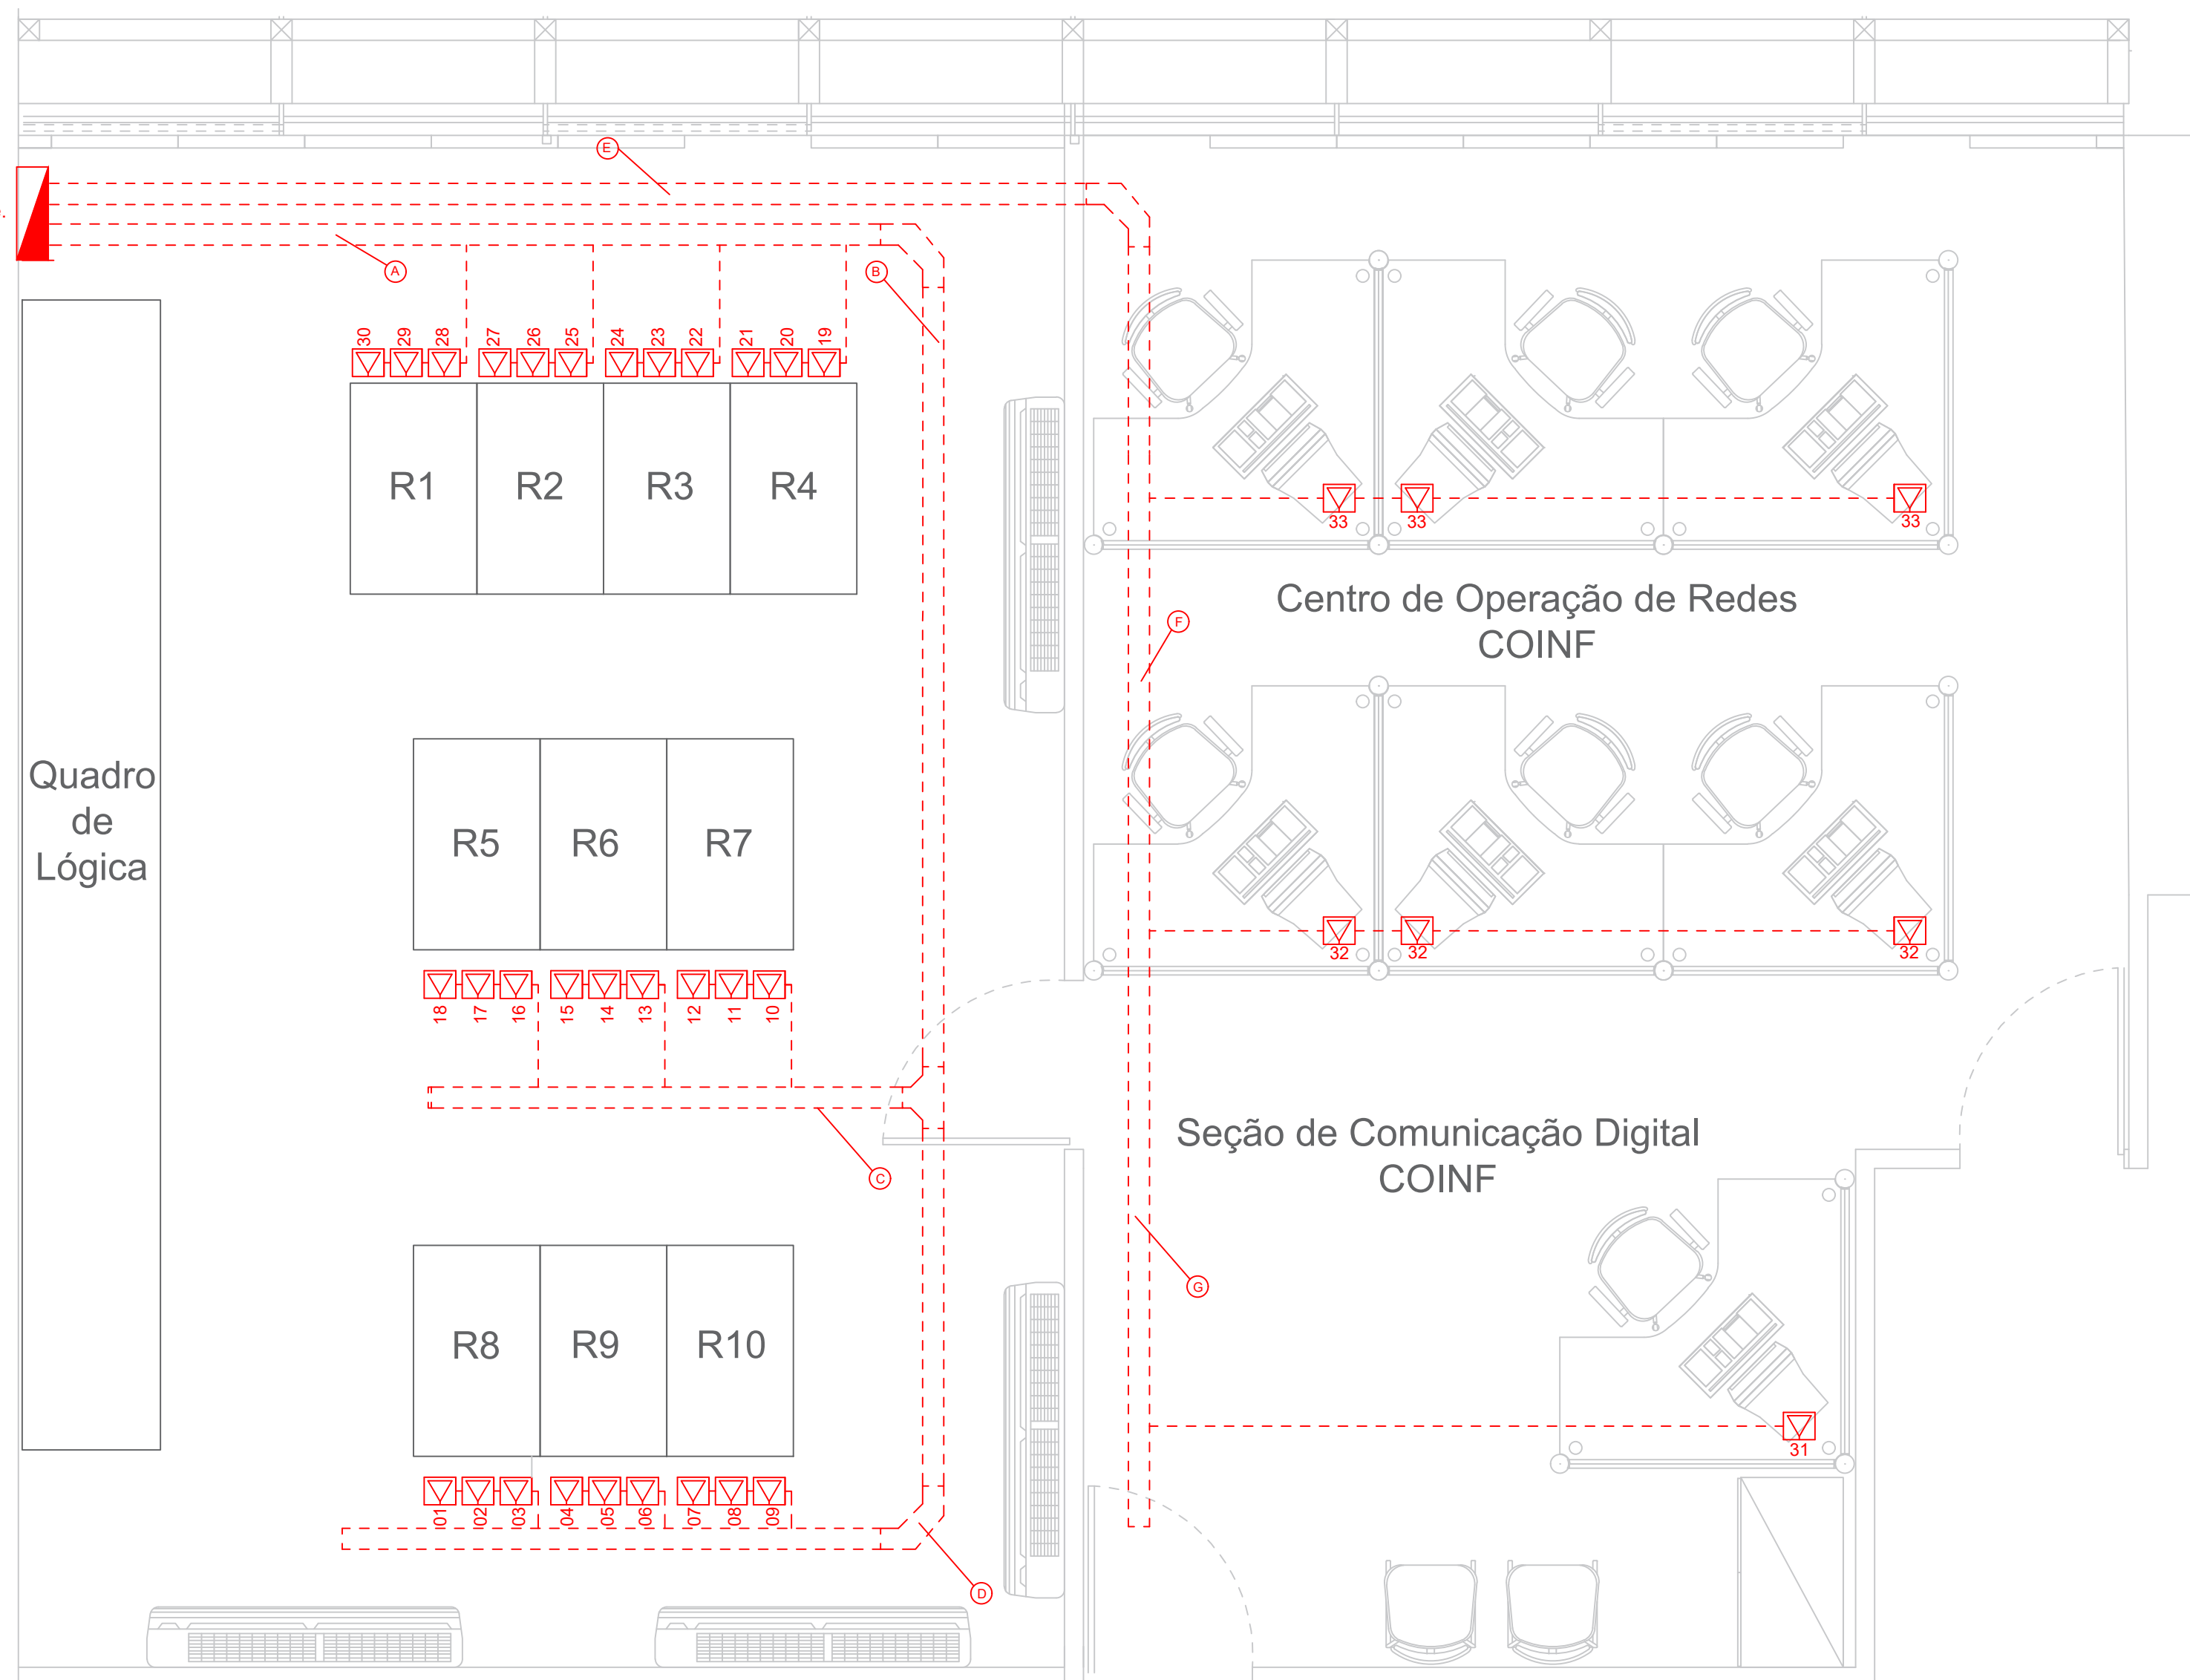 E
A
B
30
29
28
27
26
25
24
23
22
21
20
19
R1
R2
R3
R4
33
33
33
Centro de Operação de Redes
COINF
F
Quadro
de
Lógica
R5
R6
R7
32
32
32
18
17
16
15
14
13
12
11
10
Seção de Comunicação Digital
COINF
C
G
R8
R9
R10
31
01
02
03
04
05
06
07
08
09
D